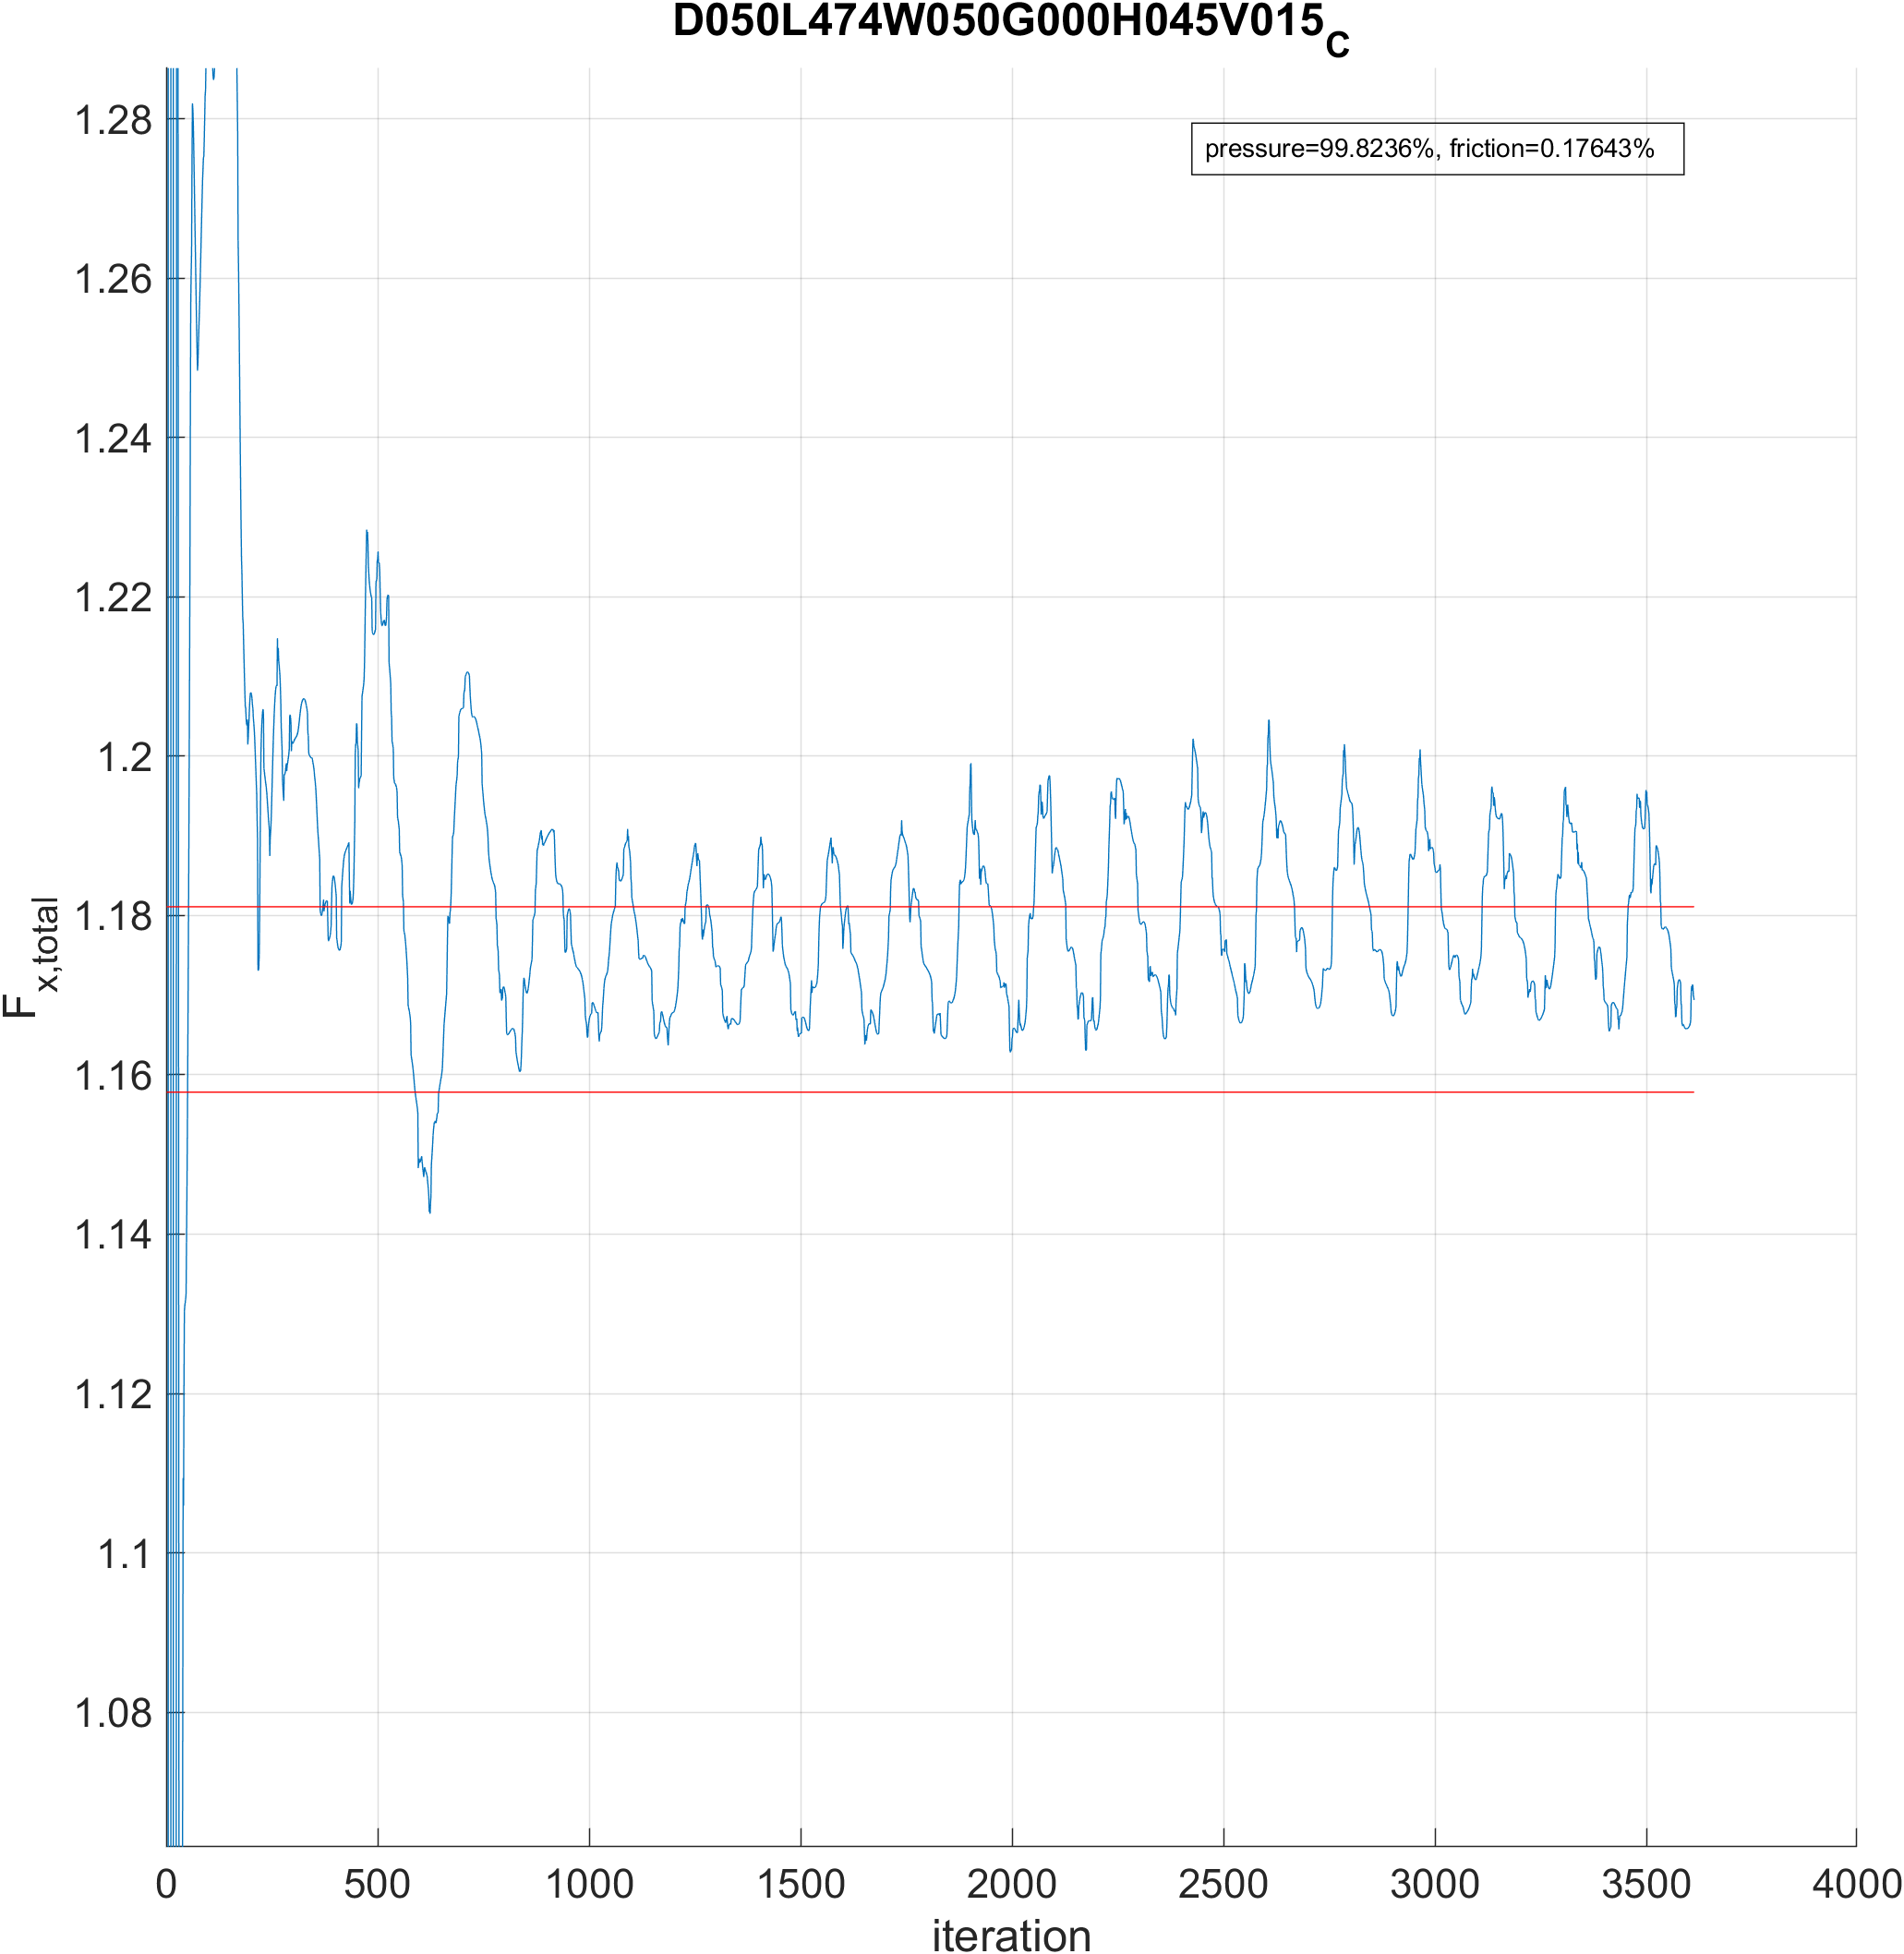 D050L474W050G000H045V015C
pressure=99.8236%, friction=0.17643%
1.28
1.26
1.24
1.22
1.2
1.18
1.16
1.14
1.12
1.1
1.08
Fx,total
0 500 1000 1500 2000 2500 3000 3500 4000
iteration